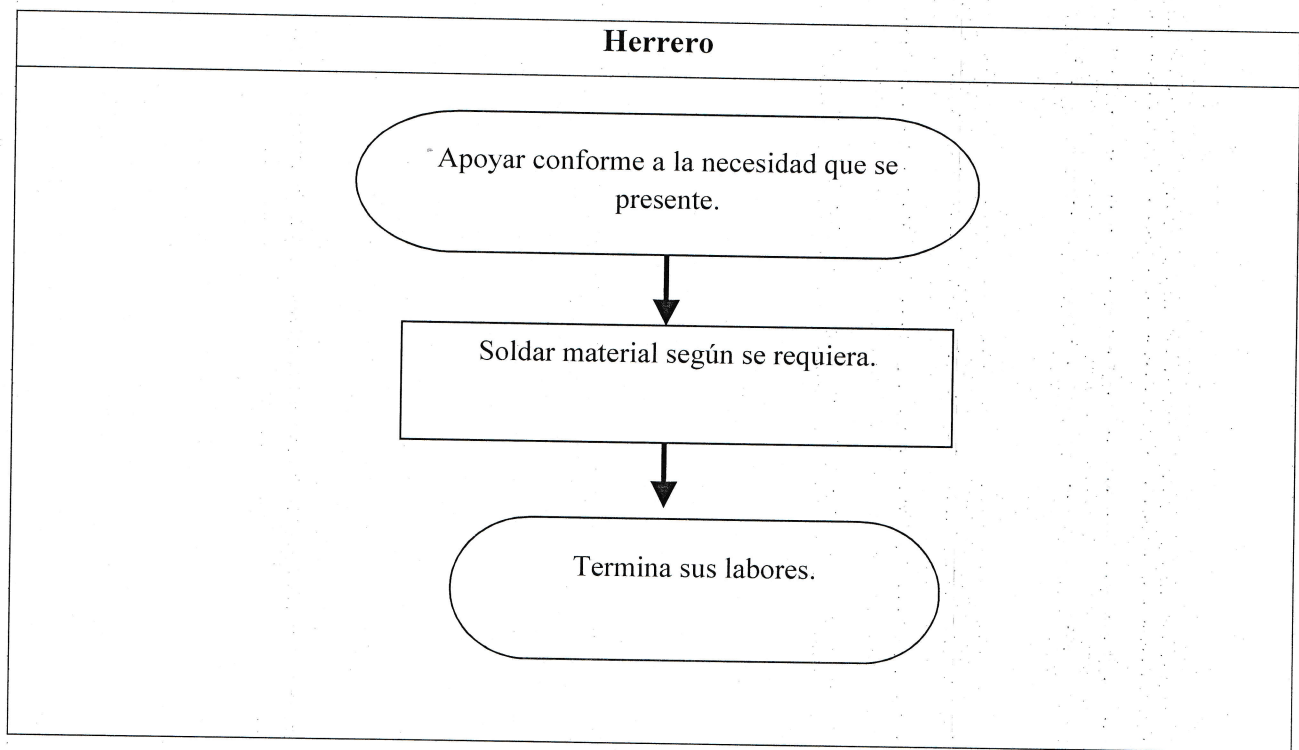 Herrero
Apoyar conforme a la necesidad que se
presente.
Soldar material según se requiera.
Termina sus labores.